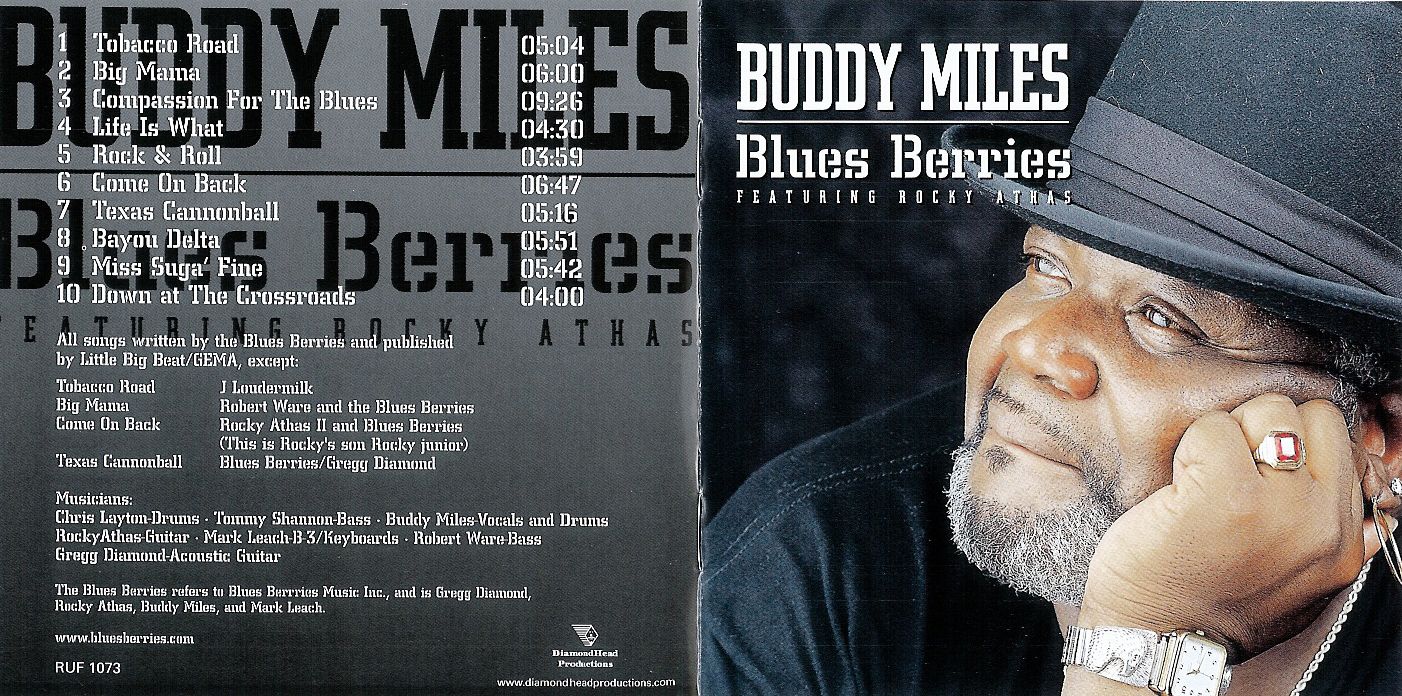 BUDDY MILES
Blues Berries
FEATURING ROCKY ATHAS
1 Tobacco Road 05:04
2 Big Mama 06:00
3 Compassion For The Blues 09:26
4 Life Is What 04:30
5 Rock & Roll 03:59
6 Come On Back 06:47
7 Texas Cannonball 05:16
8 Bayou Delta 05:51
9 Miss Suga' Fine 05:42
10 Down at The Crossroads 04:00
All songs written by the Blues Berries and published
by Little Big Beat/GEMA, except:
Tobacco Road J Loudermilk
Big Mama Robert Ware and the Blues Berries
Come On Back Rocky Athas II and Blues Berries
(This is Rocky's son Rocky junior)
Texas Cannonball Blues Berries/Gregg Diamond
Musicians:
Chris Layton-Drums · Tommy Shannon-Bass · Buddy Miles-Vocals and Drums
RockyAthas-Guitar · Mark Leach-B-3/Keyboards · Robert Ware-Bass
Gregg Diamond-Acoustic Guitar
The Blues Berries refers to Blues Berrries Music Inc., and is Gregg Diamond,
Rocky Athas, Buddy Miles, and Mark Leach.
www.bluesberries.com
RUF 1073
DiamondHead
Productions
www.diamondheadproductions.com
BUDDY MILES
Blues Berries
FEATURING ROCKY ATHAS